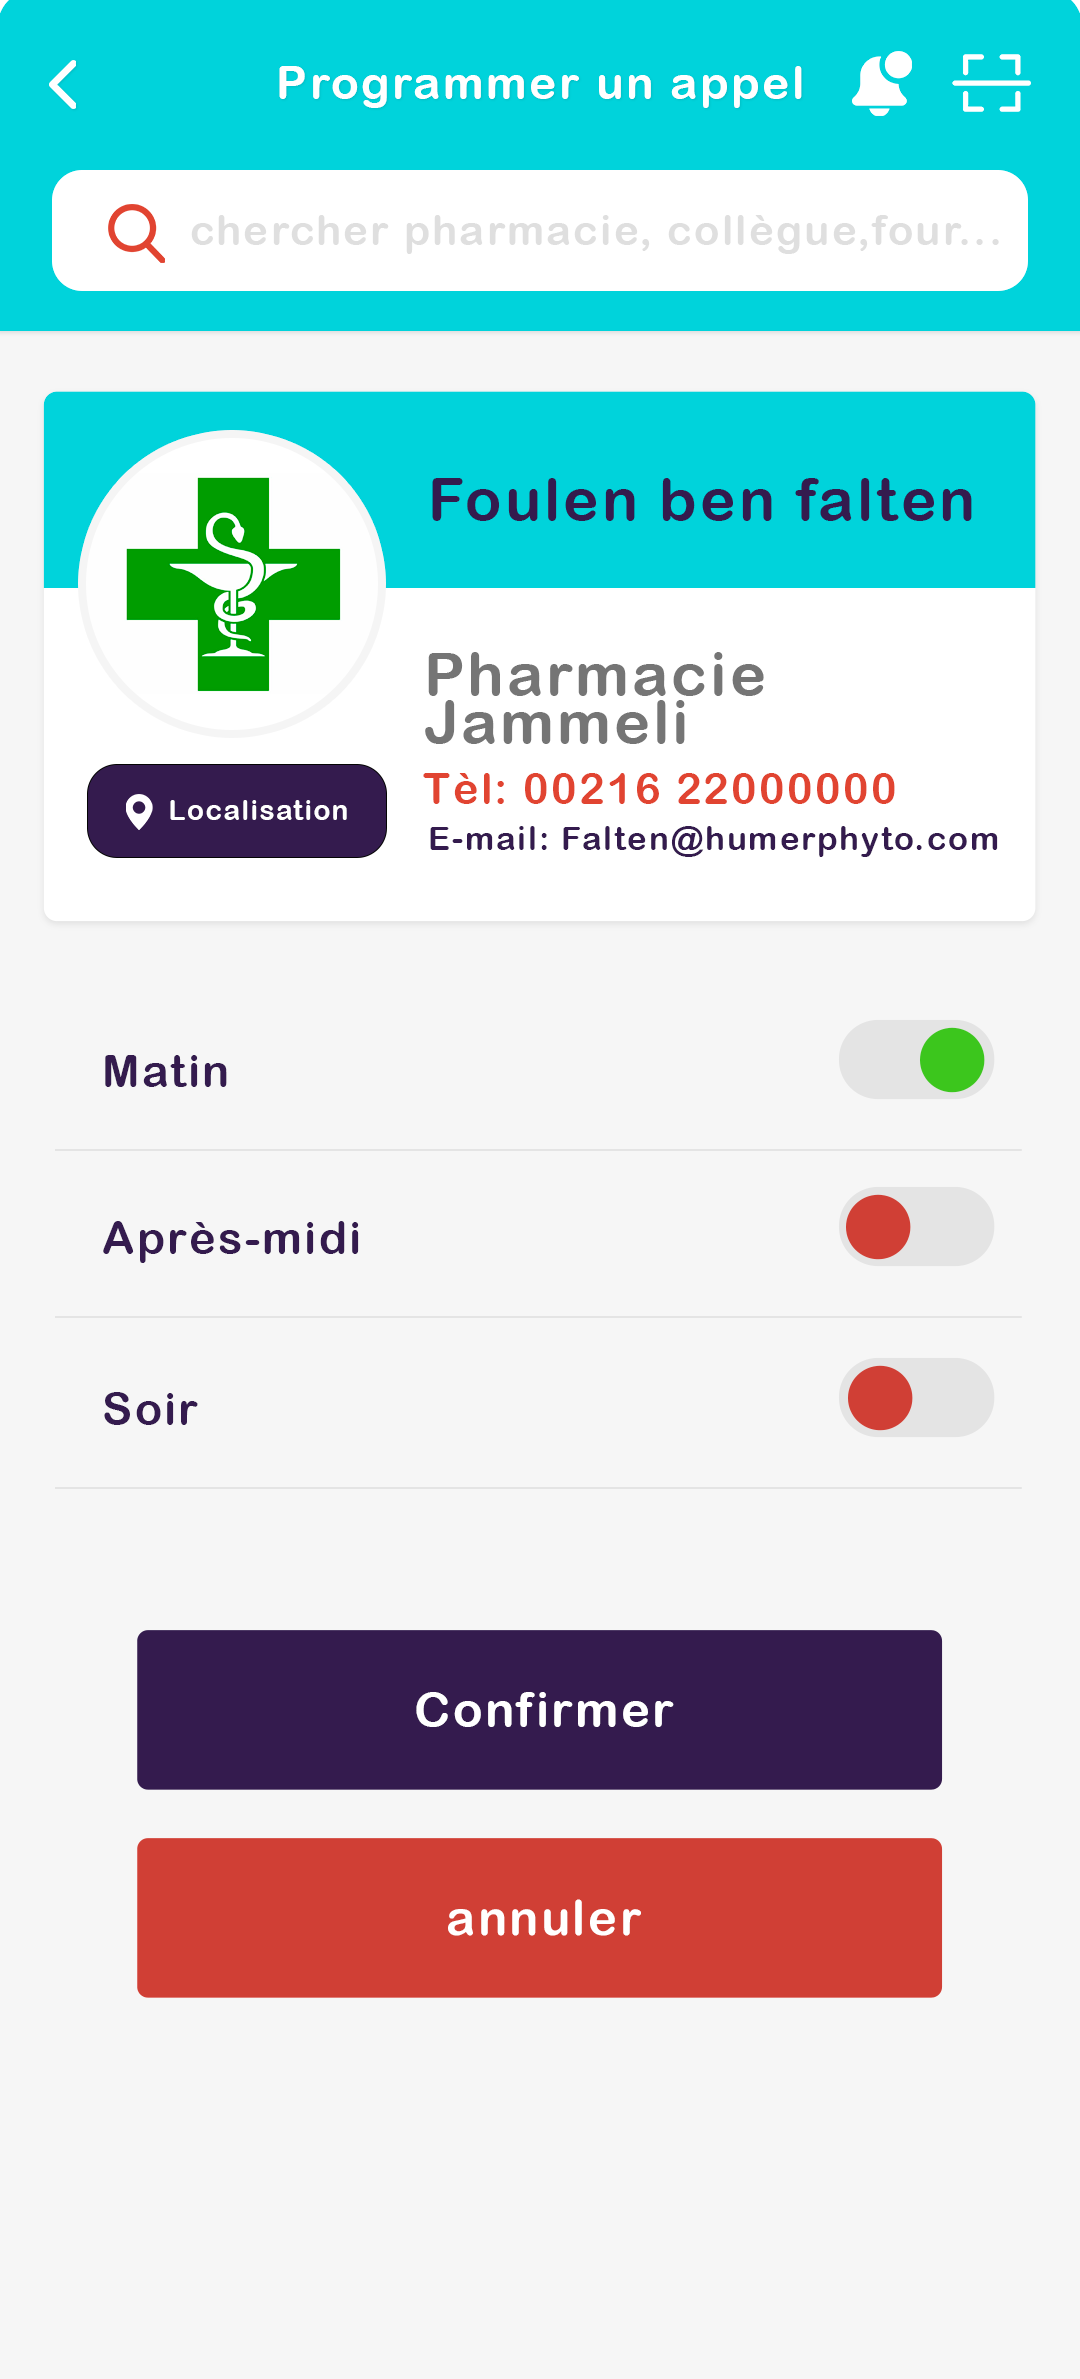 Programmer un appel
chercher pharmacie, collègue,four...
Foulen ben falten
Pharmacie
Jammeli
Tèl: 00216 22000000
E-mail: Falten@humerphyto.com
Localisation
Matin
Après-midi
Soir
Confirmer
annuler